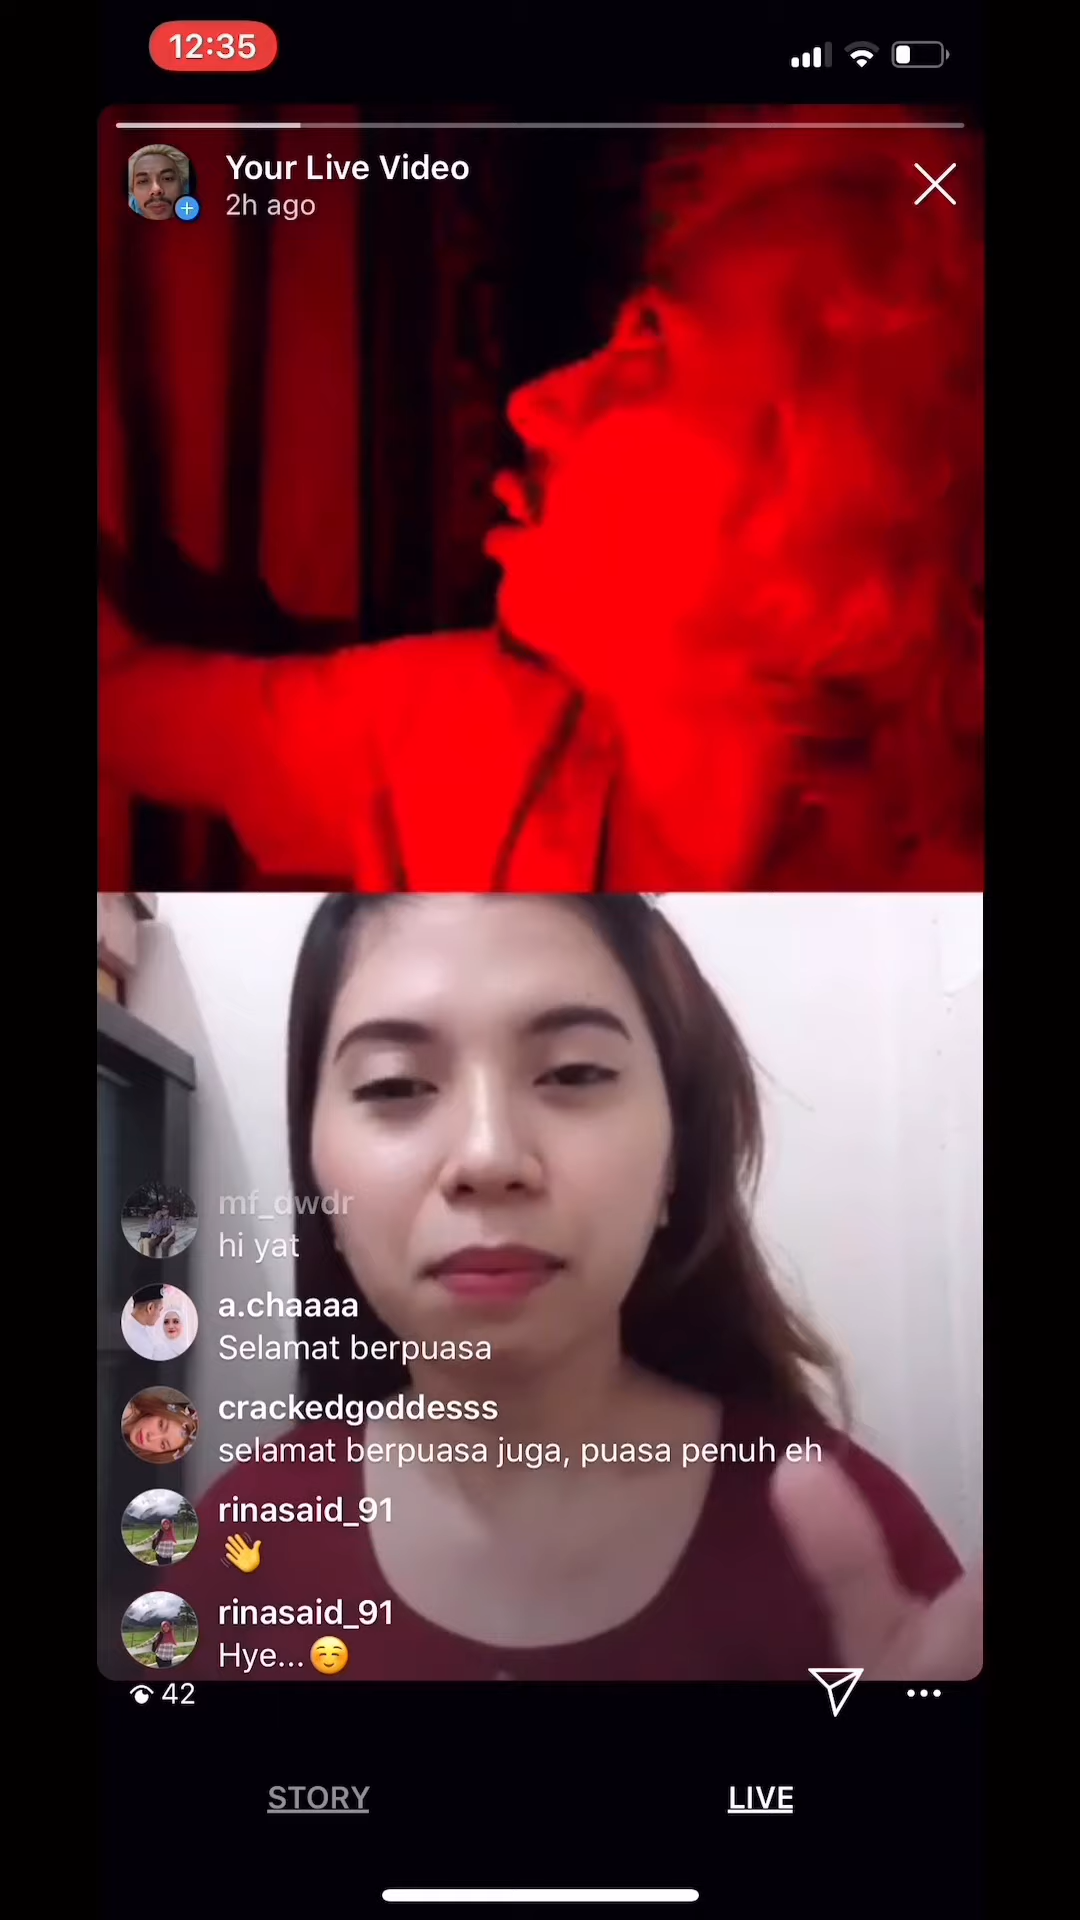 12:35
Your Live Video
2h ago
mf_dwdr
hi yat
a.chaaaa
Selamat berpuasa
crackedgoddesss
selamat berpuasa juga, puasa penuh eh
rinasaid_91
👋
rinasaid_91
Hye...☺️
42
STORY
LIVE